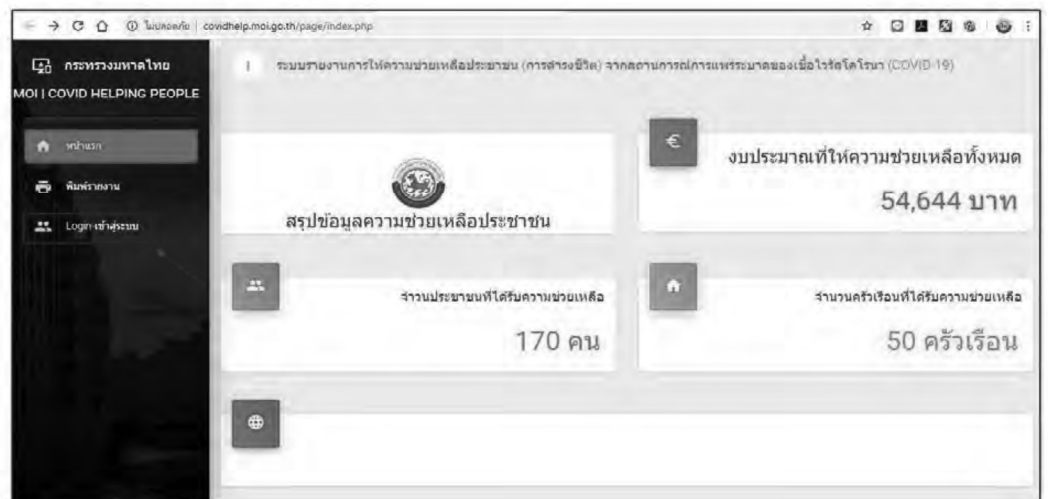 ไม่ปลอดภัย | covidhelp.moi.go.th/page/index.php
กระทรวงมหาดไทย
MOI | COVID HELPING PEOPLE
หน้าแรก
พิมพ์รายงาน
Login เข้าสู่ระบบ
ระบบรายงานการให้ความช่วยเหลือประชาชน (การดำรงชีวิต) จากสถานการณ์การแพร่ระบาดของเชื้อไวรัสโคโรนา (COVID-19)
สรุปข้อมูลความช่วยเหลือประชาชน
งบประมาณที่ให้ความช่วยเหลือทั้งหมด
54,644 บาท
จำวนประชาชนที่ได้รับความช่วยเหลือ
170 คน
จำนวนครัวเรือนที่ได้รับความช่วยเหลือ
50 ครัวเรือน